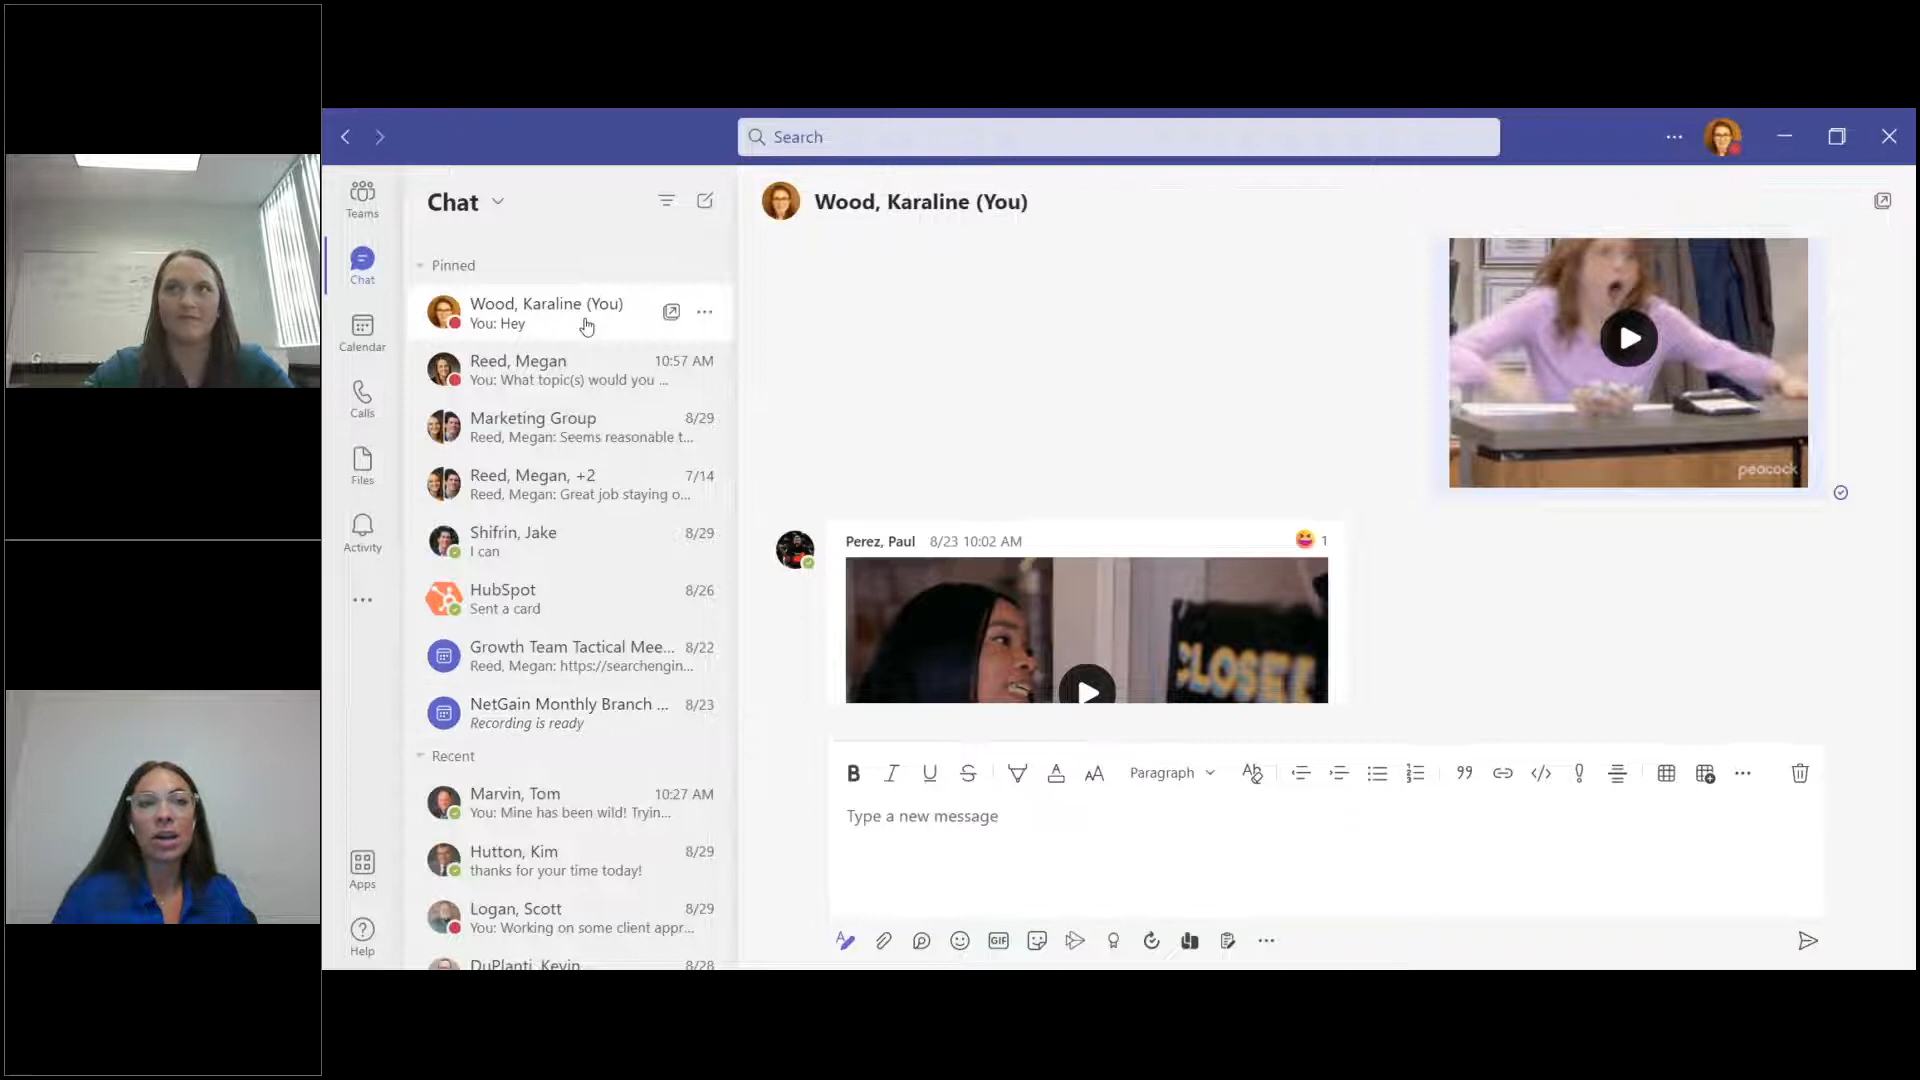 Search
Teams
Chat
Calendar
Calls
Files
Activity
Apps
Help
Chat
Pinned
Wood, Karaline (You)
You: Hey
Reed, Megan 10:57 AM
You: What topic(s) would you ...
Marketing Group 8/29
Reed, Megan: Seems reasonable t...
Reed, Megan, +2 7/14
Reed, Megan: Great job staying o...
Shifrin, Jake 8/29
I can
HubSpot 8/26
Sent a card
Growth Team Tactical Mee... 8/22
Reed, Megan: https://searchengin...
NetGain Monthly Branch ... 8/23
Recording is ready
Recent
Marvin, Tom 10:27 AM
You: Mine has been wild! Tryin...
Hutton, Kim 8/29
thanks for your time today!
Logan, Scott 8/29
You: Working on some client appr...
DuPlanti, Kevin 8/28
Wood, Karaline (You)
peacock
Perez, Paul 8/23 10:02 AM 1
CLOSED
B Paragraph
Type a new message
GIF